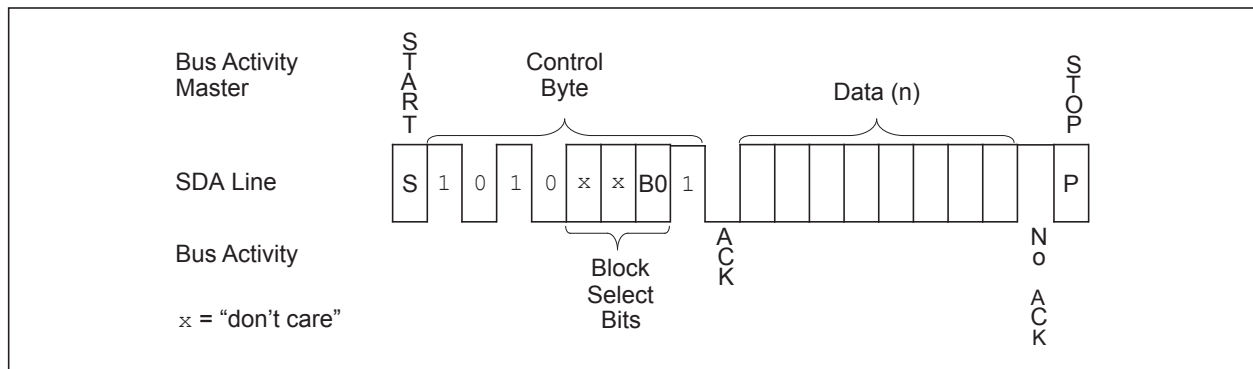 Bus Activity
Master
START
Control
Byte
Data (n)
STOP
SDA Line
S 1 0 1 0 x x B0 1 P
Bus Activity
ACK
No ACK
Block
Select
Bits
x = “don’t care”